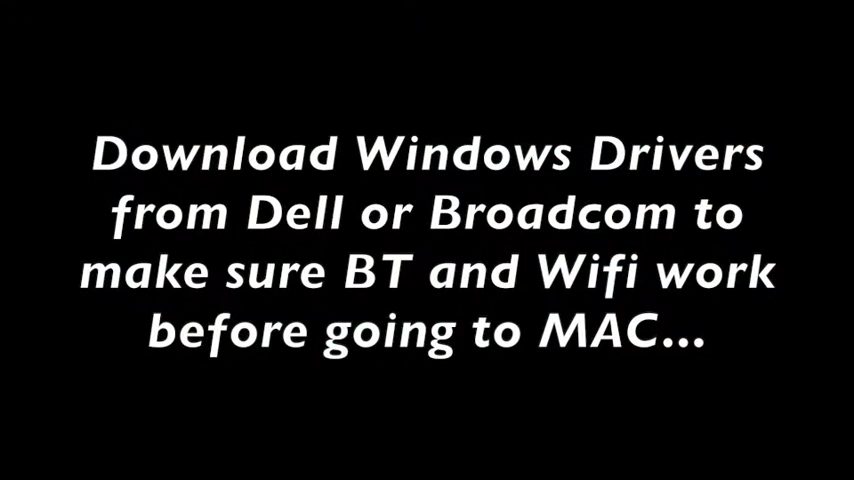 Download Windows Drivers
from Dell or Broadcom to
make sure BT and Wifi work
before going to MAC...